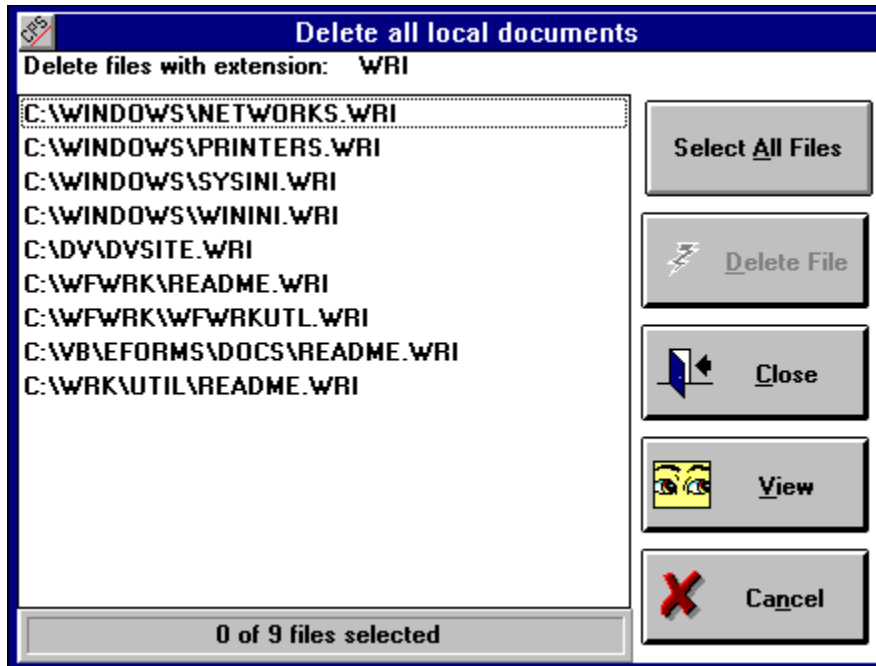 CPS
Delete all local documents
Delete files with extension: WRI
C:\WINDOWS\NETWORKS.WRI
C:\WINDOWS\PRINTERS.WRI
C:\WINDOWS\SYSINI.WRI
C:\WINDOWS\WININI.WRI
C:\DV\DVSITE.WRI
C:\WFWRK\README.WRI
C:\WFWRK\WFWRKUTL.WRI
C:\VB\EFORMS\DOCS\README.WRI
C:\WRK\UTIL\README.WRI
0 of 9 files selected
Select All Files
Delete File
Close
View
Cancel